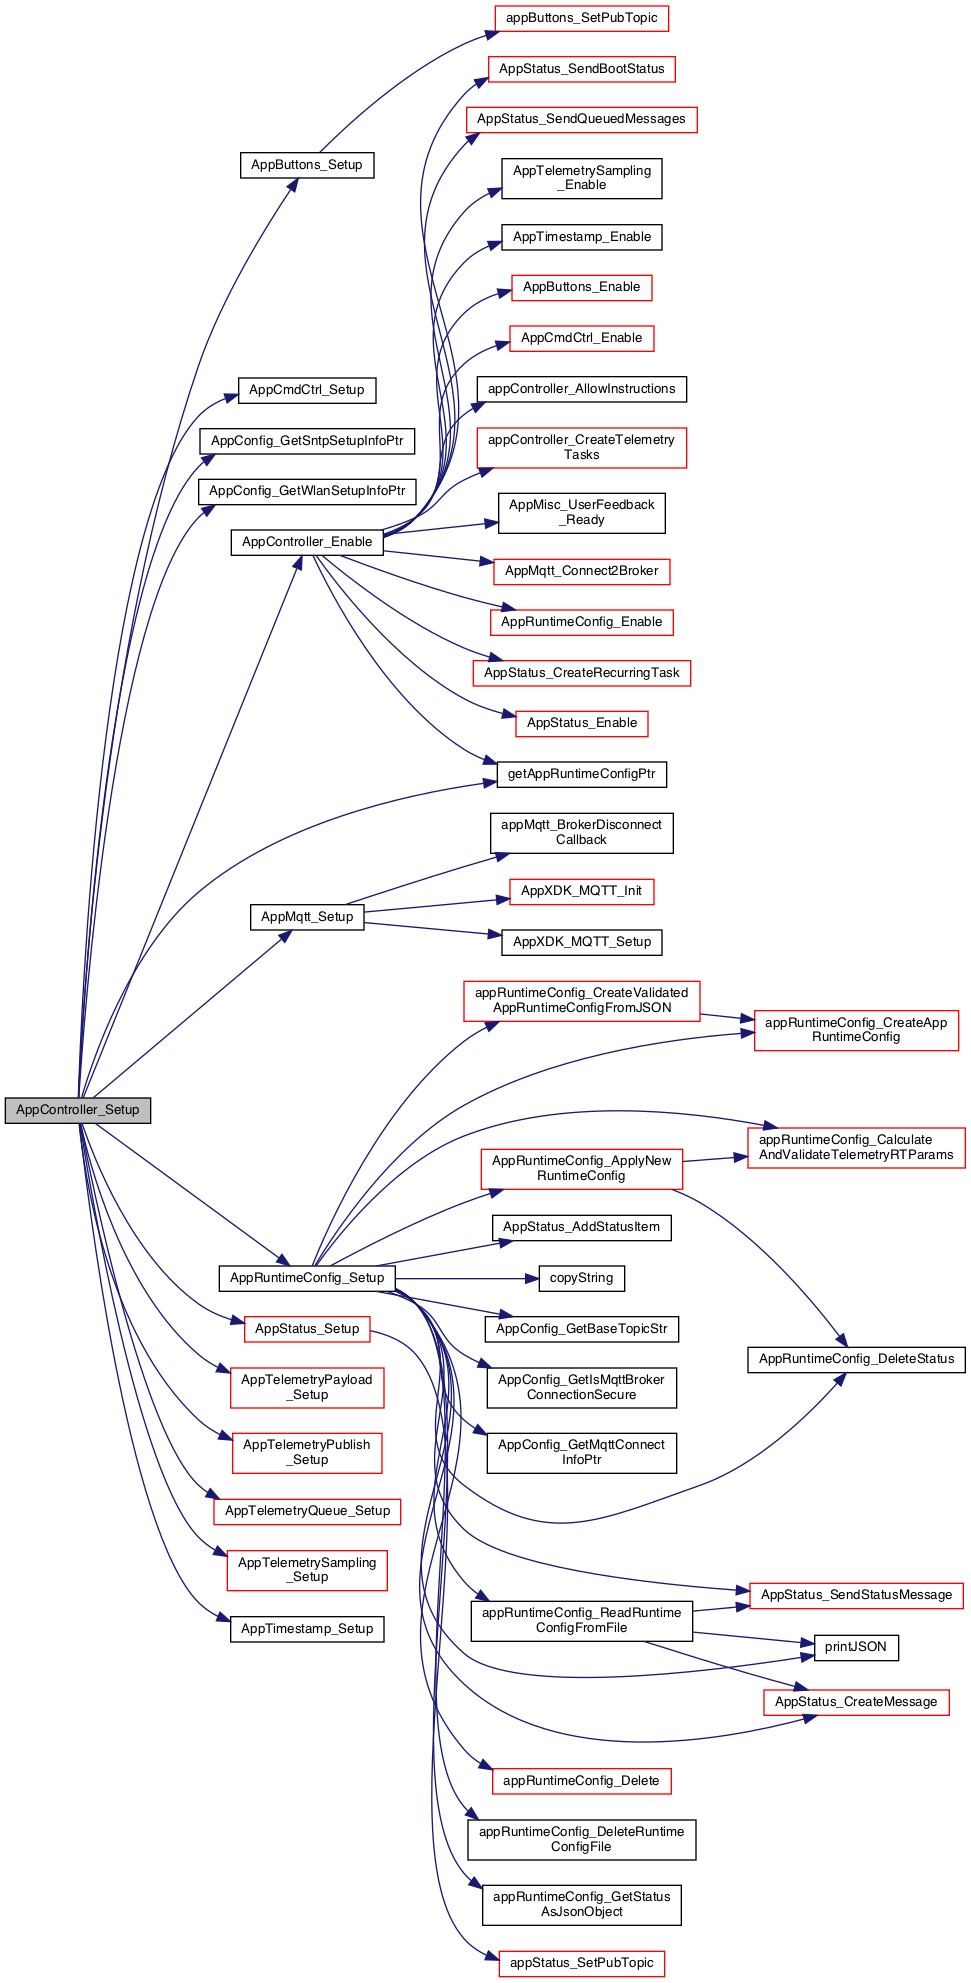 appButtons_SetPubTopic
AppStatus_SendBootStatus
AppStatus_SendQueuedMessages
AppButtons_Setup
AppTelemetrySampling
_Enable
AppTimestamp_Enable
AppButtons_Enable
AppCmdCtrl_Enable
AppCmdCtrl_Setup
appController_AllowInstructions
AppConfig_GetSntpSetupInfoPtr
appController_CreateTelemetry
Tasks
AppConfig_GetWlanSetupInfoPtr
AppMisc_UserFeedback
_Ready
AppController_Enable
AppMqtt_Connect2Broker
AppRuntimeConfig_Enable
AppStatus_CreateRecurringTask
AppStatus_Enable
getAppRuntimeConfigPtr
appMqtt_BrokerDisconnect
Callback
AppXDK_MQTT_Init
AppMqtt_Setup
AppXDK_MQTT_Setup
appRuntimeConfig_CreateValidated
AppRuntimeConfigFromJSON
appRuntimeConfig_CreateApp
RuntimeConfig
AppController_Setup
appRuntimeConfig_Calculate
AndValidateTelemetryRTParams
AppRuntimeConfig_ApplyNew
RuntimeConfig
AppStatus_AddStatusItem
AppRuntimeConfig_Setup
copyString
AppStatus_Setup
AppConfig_GetBaseTopicStr
AppRuntimeConfig_DeleteStatus
AppTelemetryPayload
_Setup
AppConfig_GetIsMqttBroker
ConnectionSecure
AppTelemetryPublish
_Setup
AppConfig_GetMqttConnect
InfoPtr
AppTelemetryQueue_Setup
AppTelemetrySampling
_Setup
AppStatus_SendStatusMessage
appRuntimeConfig_ReadRuntime
ConfigFromFile
AppTimestamp_Setup
printJSON
AppStatus_CreateMessage
appRuntimeConfig_Delete
appRuntimeConfig_DeleteRuntime
ConfigFile
appRuntimeConfig_GetStatus
AsJsonObject
appStatus_SetPubTopic